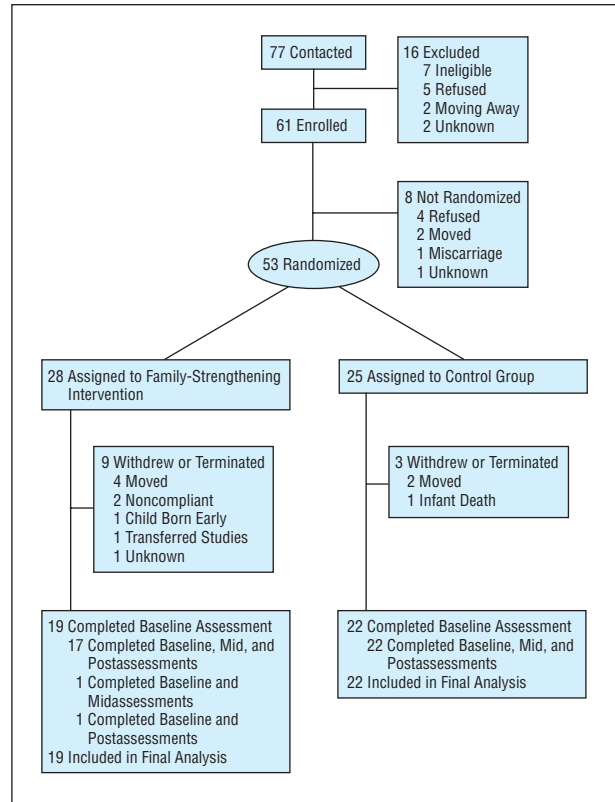 77 Contacted
16 Excluded
7 Ineligible
5 Refused
2 Moving Away
2 Unknown
61 Enrolled
8 Not Randomized
4 Refused
2 Moved
1 Miscarriage
1 Unknown
53 Randomized
28 Assigned to Family-Strengthening
Intervention
25 Assigned to Control Group
9 Withdrew or Terminated
4 Moved
2 Noncompliant
1 Child Born Early
1 Transferred Studies
1 Unknown
3 Withdrew or Terminated
2 Moved
1 Infant Death
19 Completed Baseline Assessment
17 Completed Baseline, Mid, and
Postassessments
1 Completed Baseline and
Midassessments
1 Completed Baseline and
Postassessments
19 Included in Final Analysis
22 Completed Baseline Assessment
22 Completed Baseline, Mid, and
Postassessments
22 Included in Final Analysis